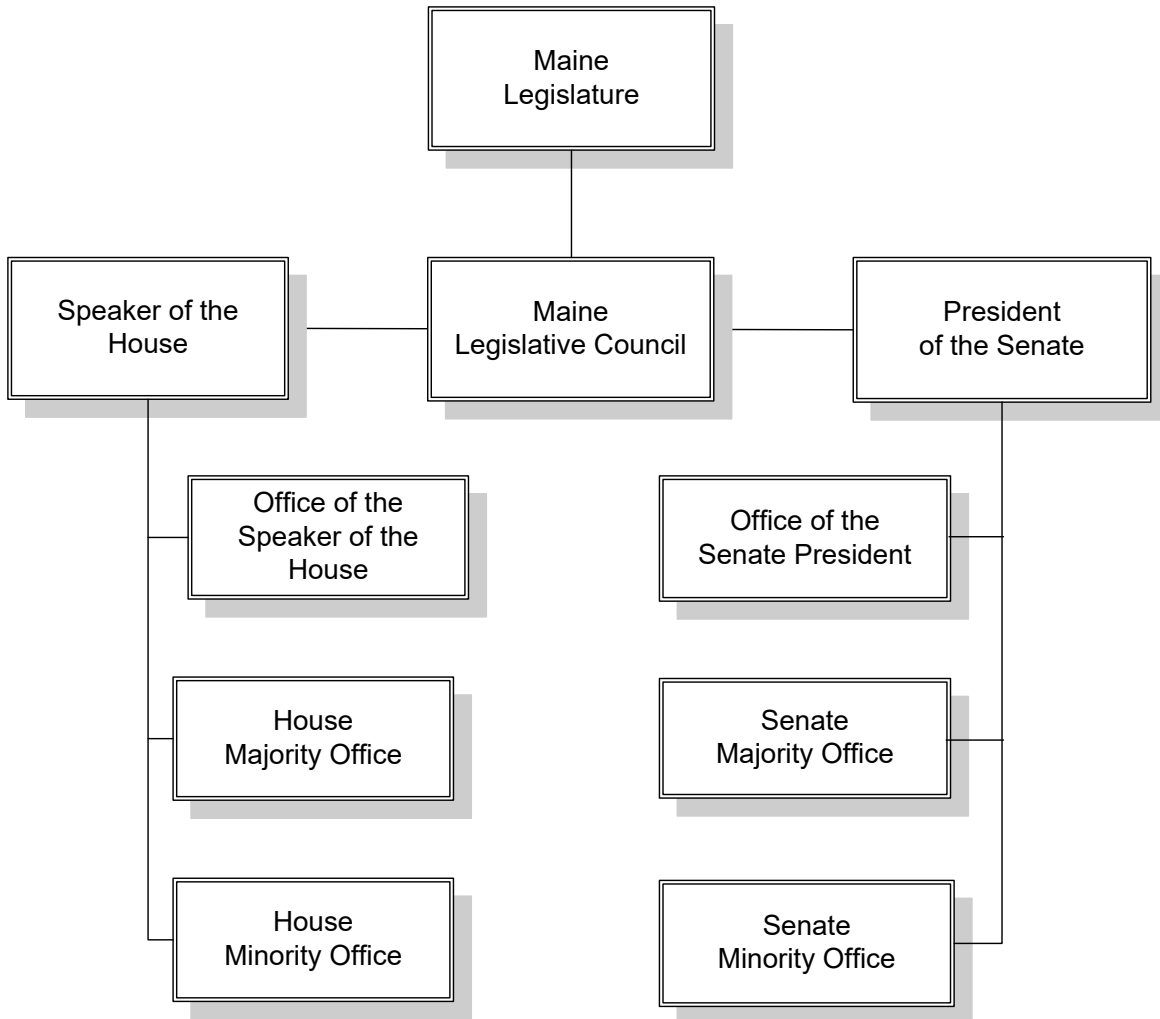 Maine
Legislature
Speaker of the
House
Maine
Legislative Council
President
of the Senate
Office of the
Speaker of the
House
Office of the
Senate President
House
Majority Office
Senate
Majority Office
House
Minority Office
Senate
Minority Office